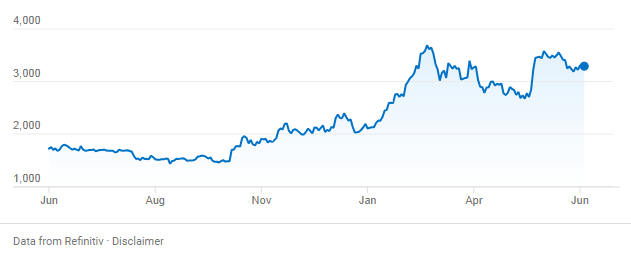 4,000
3,000
2,000
1,000
Jun Aug Nov Jan Apr Jun
Data from Refinitiv · Disclaimer